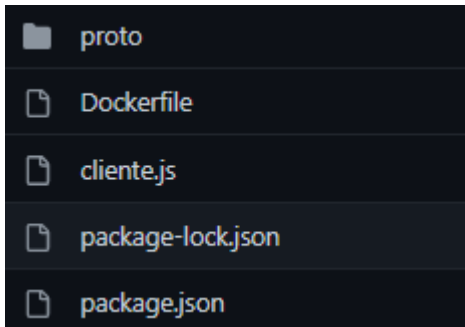 proto
Dockerfile
cliente.js
package-lock.json
package.json